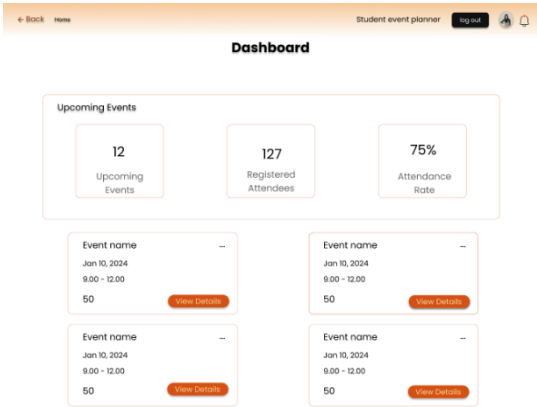 ← Back Home Student event planner log out
Dashboard
Upcoming Events
12
Upcoming
Events
127
Registered
Attendees
75%
Attendance
Rate
Event name ...
Jan 10, 2024
9.00 - 12.00
50 View Details
Event name ...
Jan 10, 2024
9.00 - 12.00
50 View Details
Event name ...
Jan 10, 2024
9.00 - 12.00
50 View Details
Event name ...
Jan 10, 2024
9.00 - 12.00
50 View Details